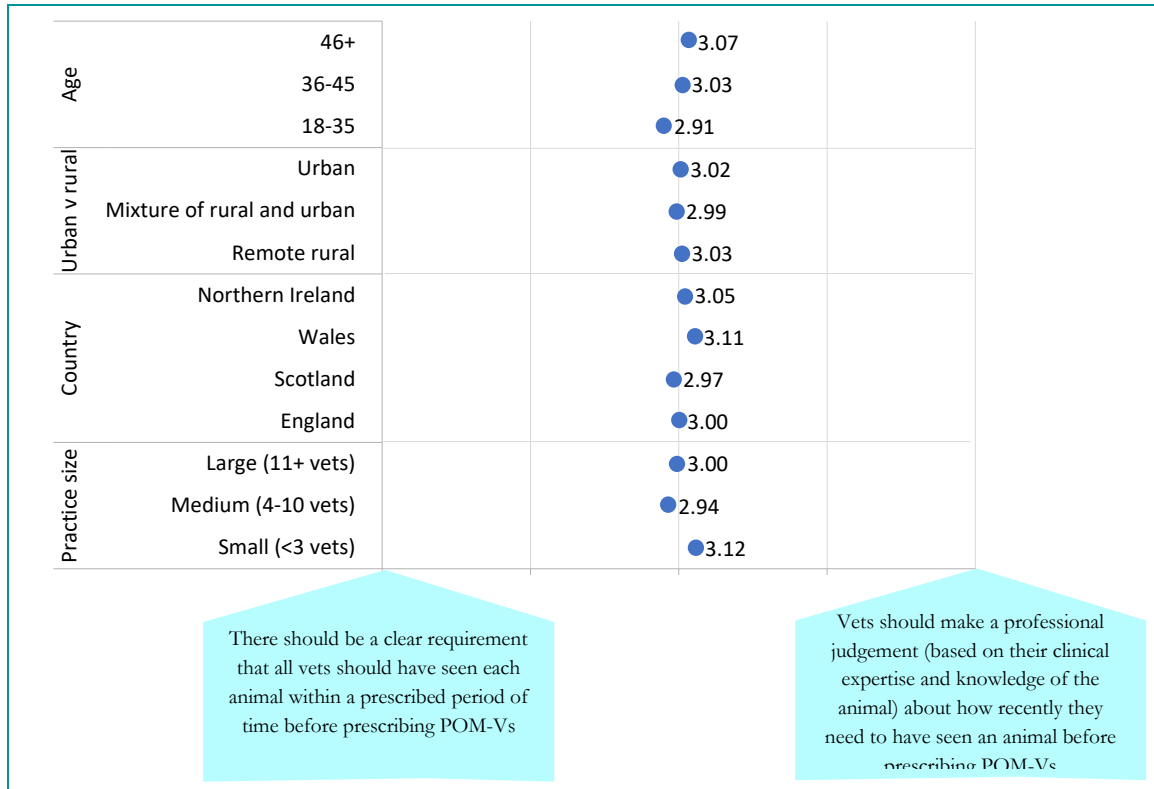 Age
46+ 3.07
36-45 3.03
18-35 2.91
Urban v rural
Urban 3.02
Mixture of rural and urban 2.99
Remote rural 3.03
Country
Northern Ireland 3.05
Wales 3.11
Scotland 2.97
England 3.00
Practice size
Large (11+ vets) 3.00
Medium (4-10 vets) 2.94
Small (<3 vets) 3.12
There should be a clear requirement
that all vets should have seen each
animal within a prescribed period of
time before prescribing POM-Vs
Vets should make a professional
judgement (based on their clinical
expertise and knowledge of the
animal) about how recently they
need to have seen an animal before
prescribing POM-Vs